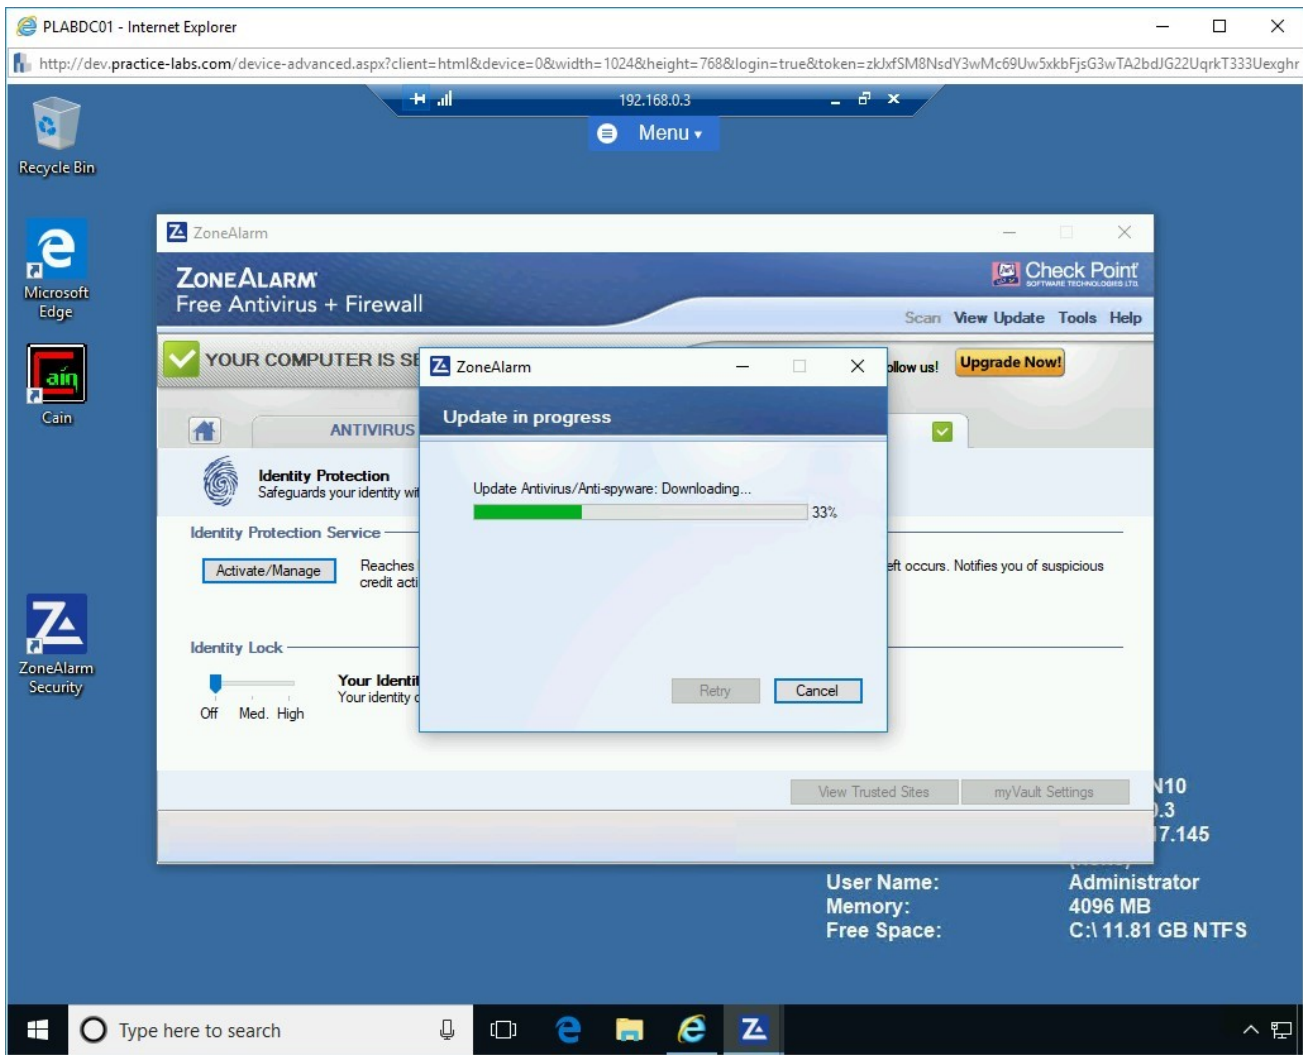 PLABDC01 - Internet Explorer
http://dev.practice-labs.com/device-advanced.aspx?client=html&device=0&width=1024&height=768&login=true&token=zkJxfSM8NsdY3wMc69Uw5xkbFjsG3wTA2bdJG22UqrkT333Uexghr
192.168.0.3
Menu
Recycle Bin
Microsoft
Edge
Cain
ZoneAlarm
Security
ZoneAlarm
ZONEALARM
Free Antivirus + Firewall
Check Point
SOFTWARE TECHNOLOGIES LTD.
Scan View Update Tools Help
YOUR COMPUTER IS SE
ollow us! Upgrade Now!
ANTIVIRUS
Identity Protection
Safeguards your identity wit
Identity Protection Service
Activate/Manage
Reaches
credit acti
eft occurs. Notifies you of suspicious
Identity Lock
Your Identit
Your identity c
Off Med. High
View Trusted Sites myVault Settings
ZoneAlarm
Update in progress
Update Antivirus/Anti-spyware: Downloading...
33%
Retry Cancel
N10
0.3
17.145
User Name: Administrator
Memory: 4096 MB
Free Space: C:\ 11.81 GB NTFS
Type here to search